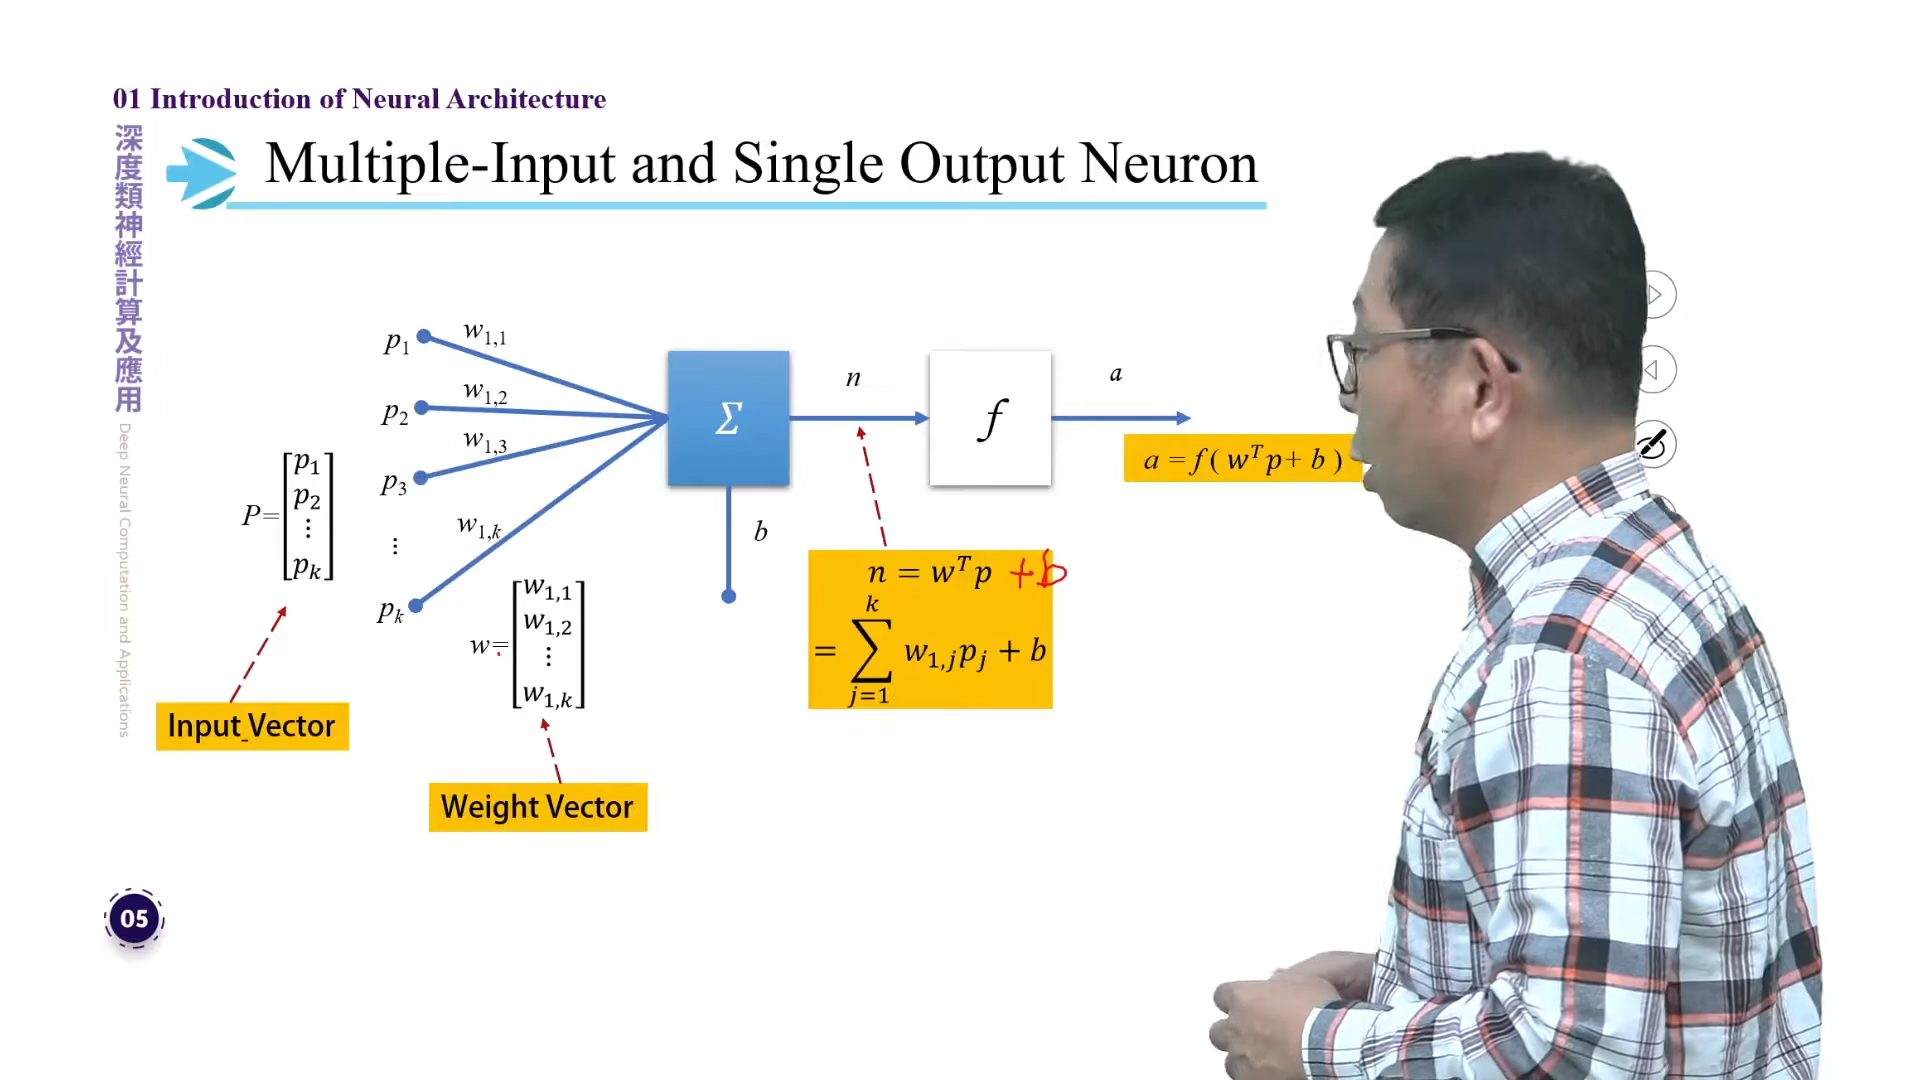 01 Introduction of Neural Architecture
深度類神經計算及應用
Deep Neural Computation and Applications
Multiple-Input and Single Output Neuron
p1
w1,1
p2
w1,2
p3
w1,3
⋮
pk
w1,k
Σ
b
n
f
a
a = f( wTp+ b )
P= [p1 p2 ⋮ pk]
w= [w1,1 w1,2 ⋮ w1,k]
n = wTp +b
= ∑ j=1 k w1,jpj + b
Input Vector
Weight Vector
05